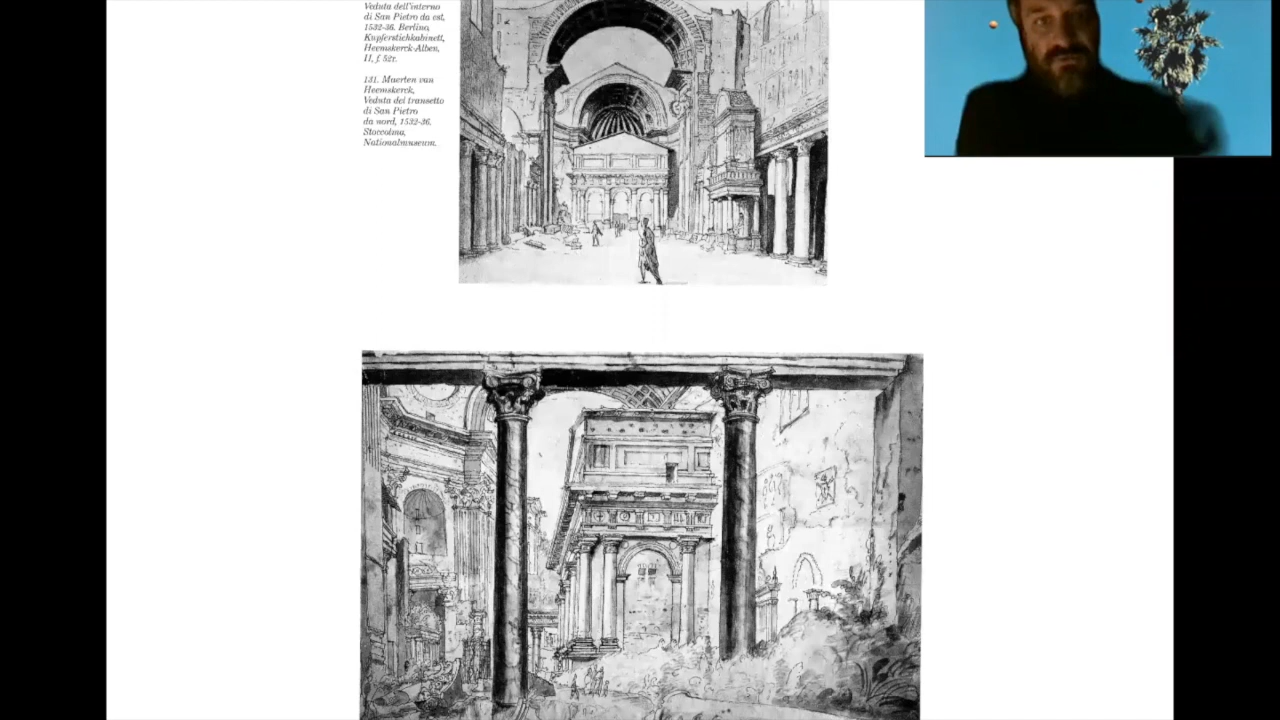 Veduta dell'interno
di San Pietro da est,
1532-36. Berlino,
Kupferstichkabinett,
Heemskerck-Alben,
II, f. 52r.
131. Maerten van
Heemskerck,
Veduta del transetto
di San Pietro
da nord, 1532-36.
Stoccolma,
Nationalmuseum.